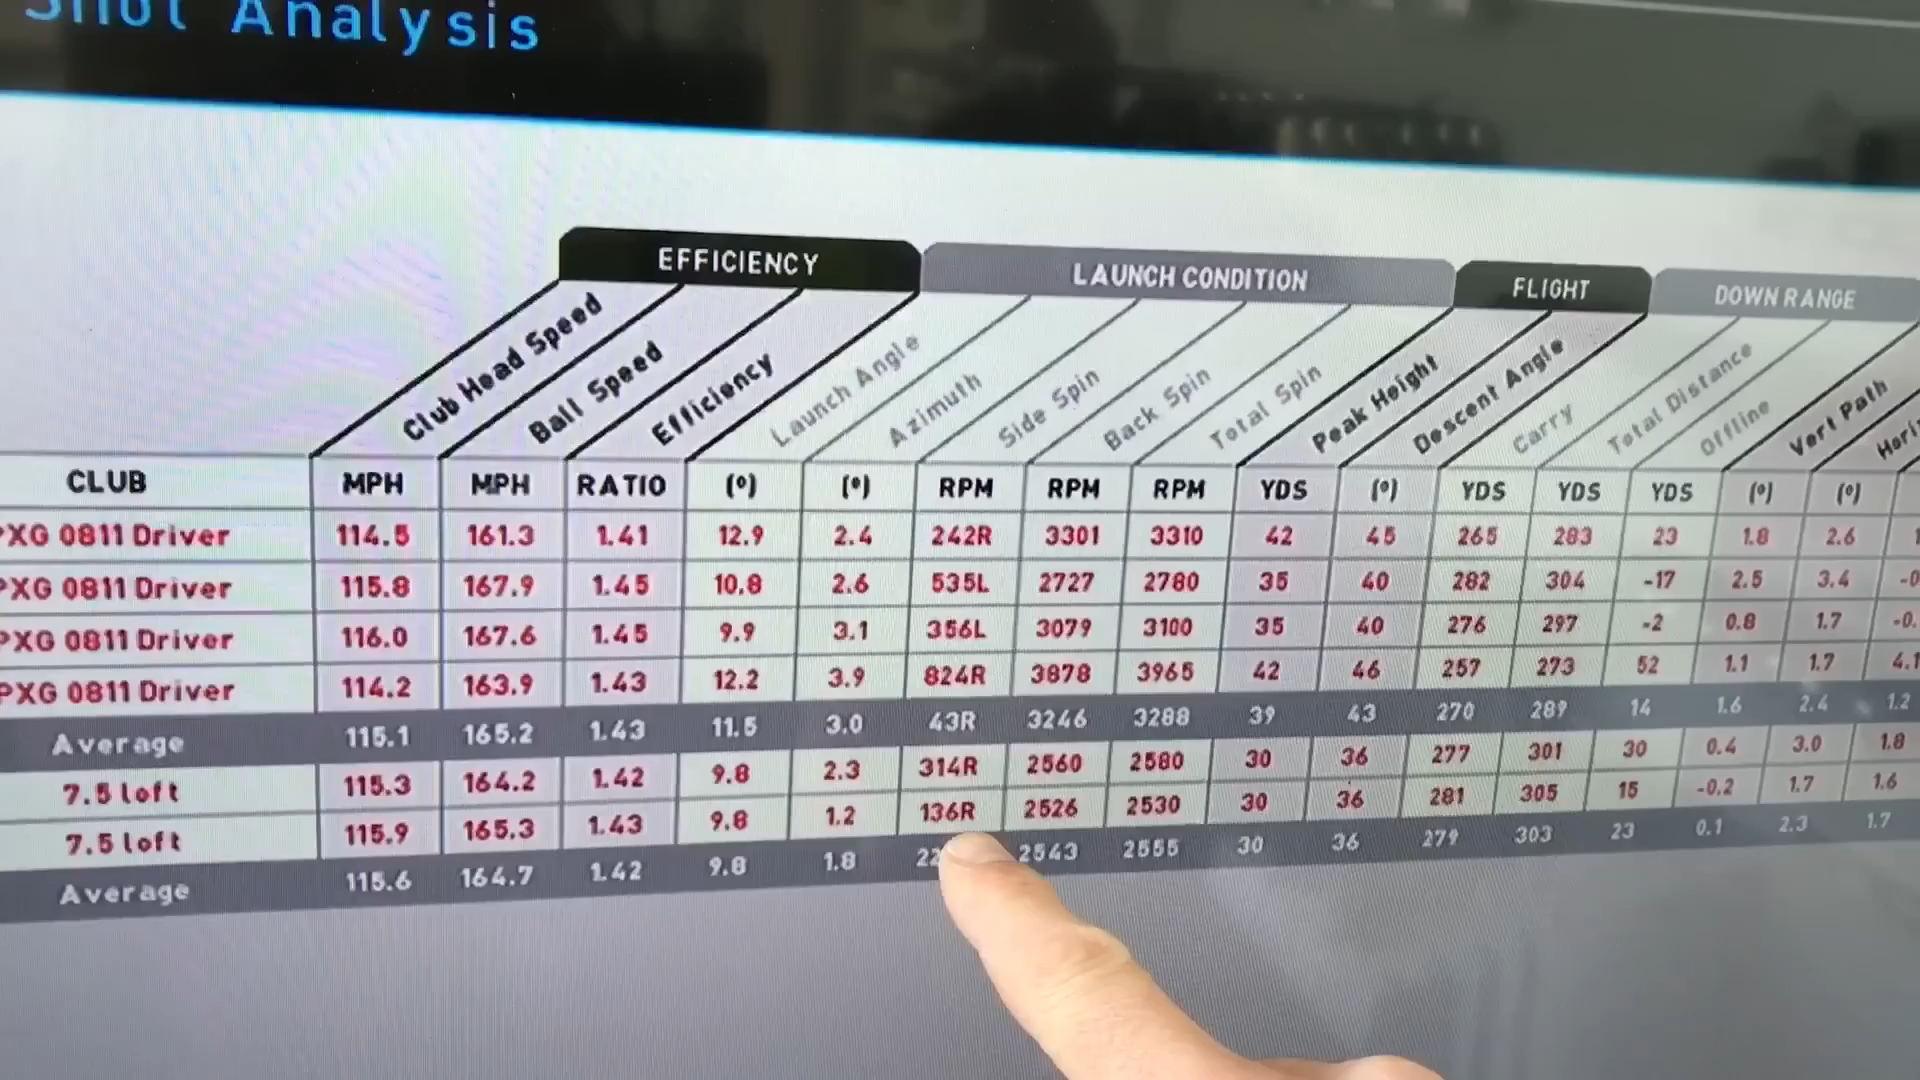 Shot Analysis
EFFICIENCY LAUNCH CONDITION FLIGHT DOWN RANGE
Club Head Speed Ball Speed Efficiency Launch Angle Azimuth Side Spin Back Spin Total Spin Peak Height Descent Angle Carry Total Distance Offline Vert Path
CLUB MPH MPH RATIO (º) (º) RPM RPM RPM YDS (º) YDS YDS YDS (º) (º)
PXG 0811 Driver 114.5 161.3 1.41 12.9 2.4 242R 3301 3310 42 45 265 283 23 1.8 2.6
PXG 0811 Driver 115.8 167.9 1.45 10.8 2.6 535L 2727 2780 35 40 282 304 -17 2.5 3.4
PXG 0811 Driver 116.0 167.6 1.45 9.9 3.1 356L 3079 3100 35 40 276 297 -2 0.8 1.7
PXG 0811 Driver 114.2 163.9 1.43 12.2 3.9 824R 3878 3965 42 46 257 273 52 1.1 1.7 4.1
Average 115.1 165.2 1.43 11.5 3.0 43R 3246 3288 39 43 270 289 14 1.6 2.4 1.2
7.5 loft 115.3 164.2 1.42 9.8 2.3 314R 2560 2580 30 36 277 301 30 0.4 3.0 1.8
7.5 loft 115.9 165.3 1.43 9.8 1.2 136R 2526 2530 30 36 281 305 15 -0.2 1.7 1.6
Average 115.6 164.7 1.42 9.8 1.8 2543 2555 30 36 279 303 23 0.1 2.3 1.7